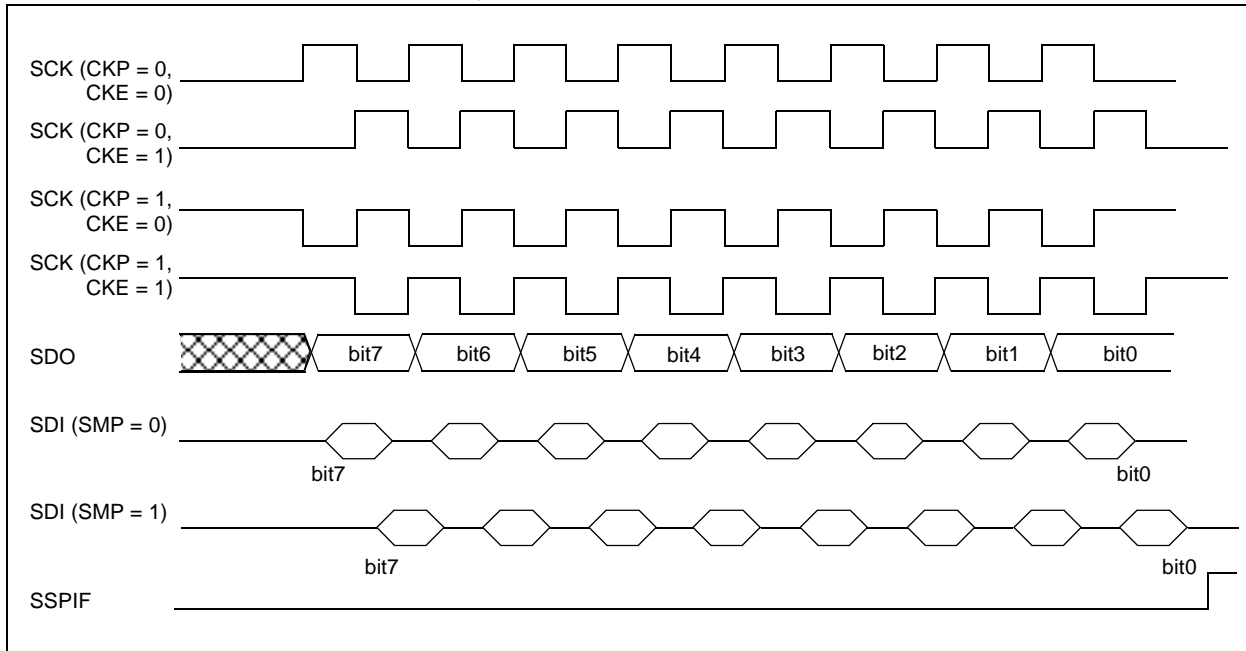 SCK (CKP = 0,
CKE = 0)
SCK (CKP = 0,
CKE = 1)
SCK (CKP = 1,
CKE = 0)
SCK (CKP = 1,
CKE = 1)
SDO bit7 bit6 bit5 bit4 bit3 bit2 bit1 bit0
SDI (SMP = 0)
bit7 bit0
SDI (SMP = 1)
bit7 bit0
SSPIF